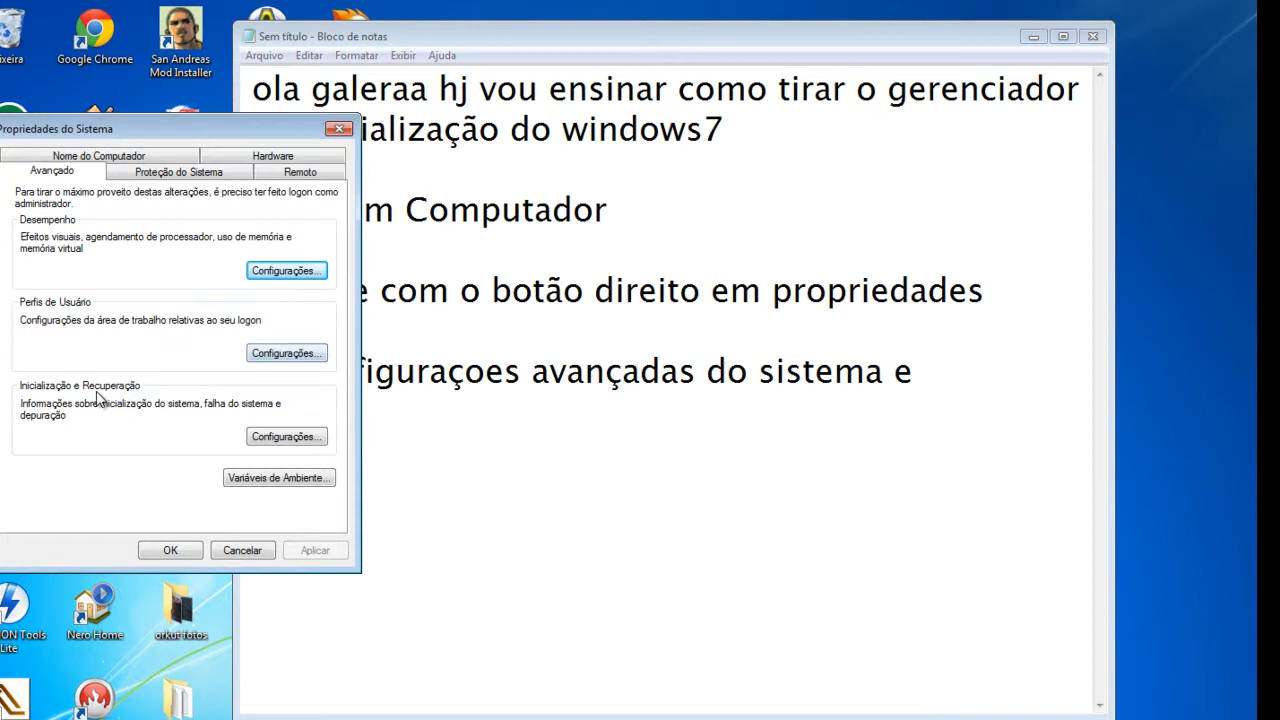 Google Chrome
San Andreas
Mod Installer
Sem título - Bloco de notas
Arquivo Editar Formatar Exibir Ajuda
ola galeraa hj vou ensinar como tirar o gerenciador
ialização do windows7
m Computador
e com o botão direito em propriedades
figuraçoes avançadas do sistema e
Propriedades do Sistema
Nome do Computador
Hardware
Avançado
Proteção do Sistema
Remoto
Para tirar o máximo proveito destas alterações, é preciso ter feito logon como
administrador.
Desempenho
Efeitos visuais, agendamento de processador, uso de memória e
memória virtual
Configurações...
Perfis de Usuário
Configurações da área de trabalho relativas ao seu logon
Configurações...
Inicialização e Recuperação
Informações sobre inicialização do sistema, falha do sistema e
depuração
Configurações...
Variáveis de Ambiente...
OK
Cancelar
Aplicar
Lite
Nero Home
orkut fotos